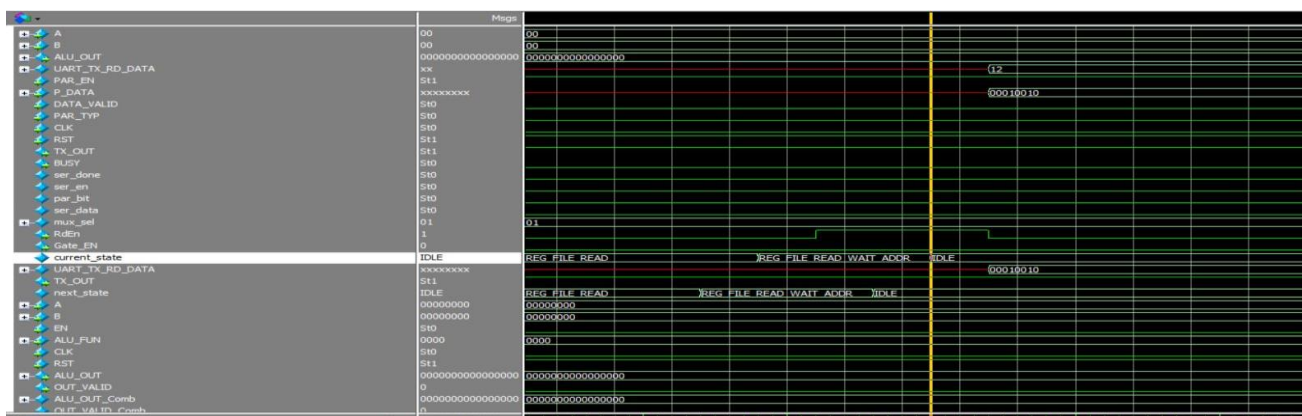 Msgs
A 00 00
B 00 00
ALU_OUT 0000000000000000 0000000000000000
UART_TX_RD_DATA xx 12
PAR_EN St1
P_DATA xxxxxxxx 00010010
DATA_VALID St0
PAR_TYP St0
CLK St0
RST St1
TX_OUT St1
BUSY St0
ser_done St0
ser_en St0
par_bit St0
ser_data St0
mux_sel 01 01
RdEn 1
Gate_EN 0
current_state IDLE REG_FILE_READ REG_FILE_READ_WAIT_ADDR IDLE
UART_TX_RD_DATA xxxxxxxx 00010010
TX_OUT St1
next_state IDLE REG_FILE_READ REG_FILE_READ_WAIT_ADDR IDLE
A 00000000 00000000
B 00000000 00000000
EN St0
ALU_FUN 0000 0000
CLK St0
RST St1
ALU_OUT 0000000000000000 0000000000000000
OUT_VALID 0
ALU_OUT_Comb 0000000000000000 0000000000000000
OUT_VALID_Comb 0